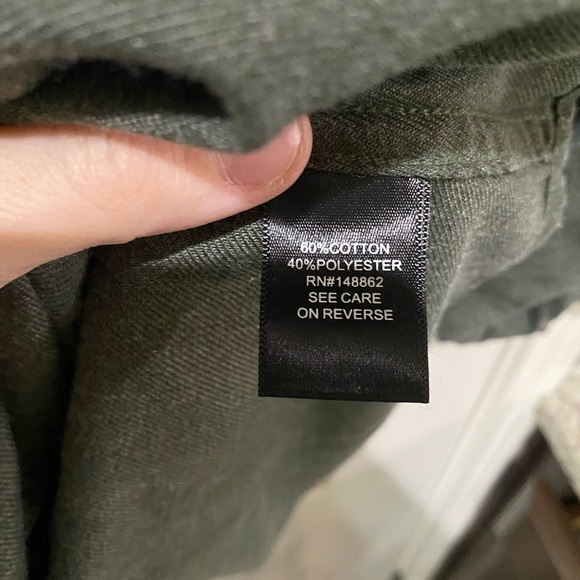 60%COTTON
40%POLYESTER
RN#148862
SEE CARE
ON REVERSE